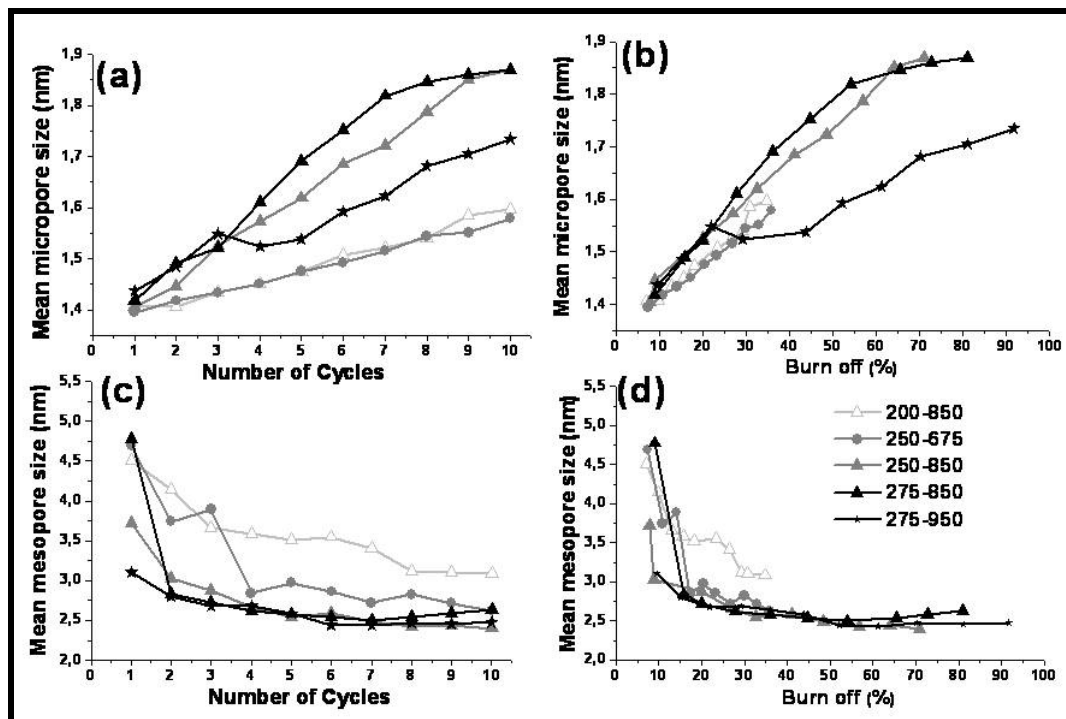 (a)
Mean micropore size (nm)
1,9
1,8
1,7
1,6
1,5
1,4
0 1 2 3 4 5 6 7 8 9 10
Number of Cycles
(b)
Mean micropore size (nm)
1,9
1,8
1,7
1,6
1,5
1,4
0 10 20 30 40 50 60 70 80 90 100
Burn off (%)
(c)
Mean mesopore size (nm)
5,5
5,0
4,5
4,0
3,5
3,0
2,5
2,0
0 1 2 3 4 5 6 7 8 9 10
Number of Cycles
(d)
Mean mesopore size (nm)
5,5
5,0
4,5
4,0
3,5
3,0
2,5
2,0
0 10 20 30 40 50 60 70 80 90 100
Burn off (%)
200-850
250-675
250-850
275-850
275-950